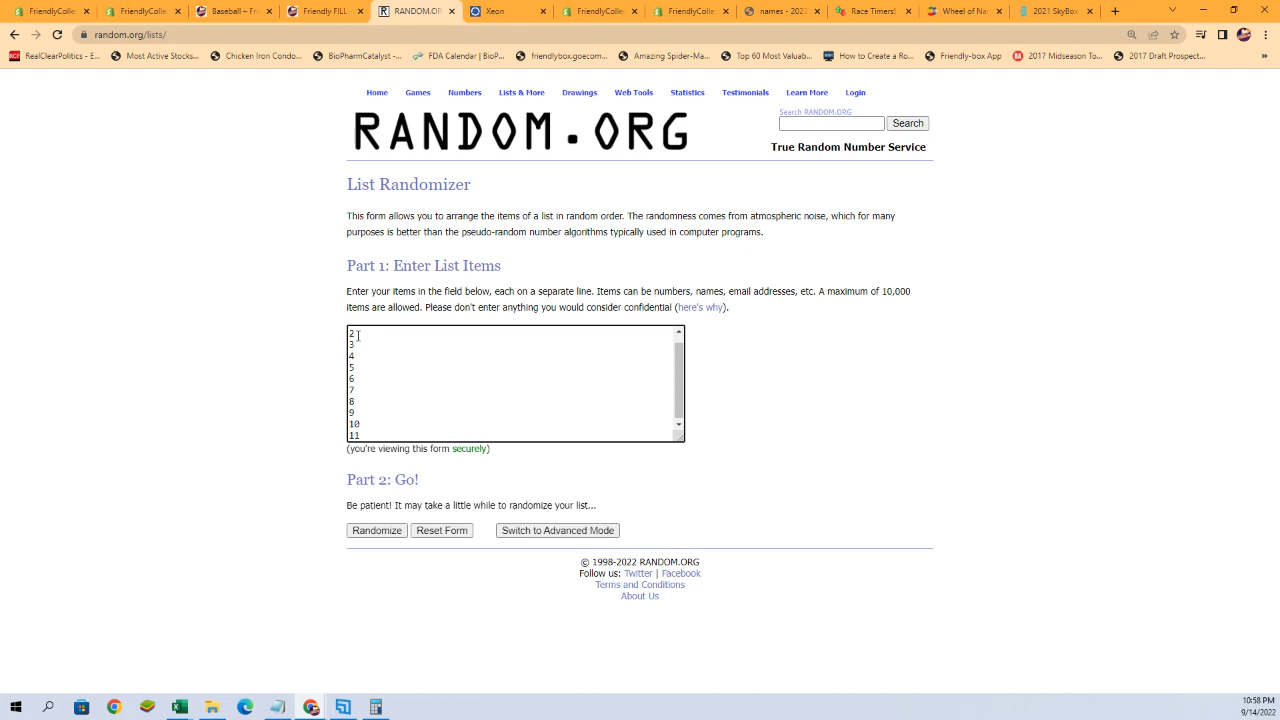 FriendlyColle
FriendlyColle
Baseball – Fri
Friendly FILL
RANDOM.OR
Xeon
FriendlyColle
FriendlyColle
names - 2023
Race Times!
Wheel of Nam
2021 SkyBox
random.org/lists/
RealClearPolitics - E...
Most Active Stocks...
Chicken Iron Condo...
BioPharmCatalyst -...
FDA Calendar | BioP...
friendlybox.goecom...
Amazing Spider-Ma...
Top 60 Most Valuab...
How to Create a Ro...
Friendly-box App
2017 Midseason To...
2017 Draft Prospect...
Home Games Numbers Lists & More Drawings Web Tools Statistics Testimonials Learn More Login
RANDOM.ORG
Search RANDOM.ORG
Search
True Random Number Service
List Randomizer
This form allows you to arrange the items of a list in random order. The randomness comes from atmospheric noise, which for many
purposes is better than the pseudo-random number algorithms typically used in computer programs.
Part 1: Enter List Items
Enter your items in the field below, each on a separate line. Items can be numbers, names, email addresses, etc. A maximum of 10,000
items are allowed. Please don't enter anything you would consider confidential (here's why).
2
3
4
5
6
7
8
9
10
11
(you're viewing this form securely)
Part 2: Go!
Be patient! It may take a little while to randomize your list...
Randomize Reset Form Switch to Advanced Mode
© 1998-2022 RANDOM.ORG
Follow us: Twitter | Facebook
Terms and Conditions
About Us
10:58 PM
9/14/2022